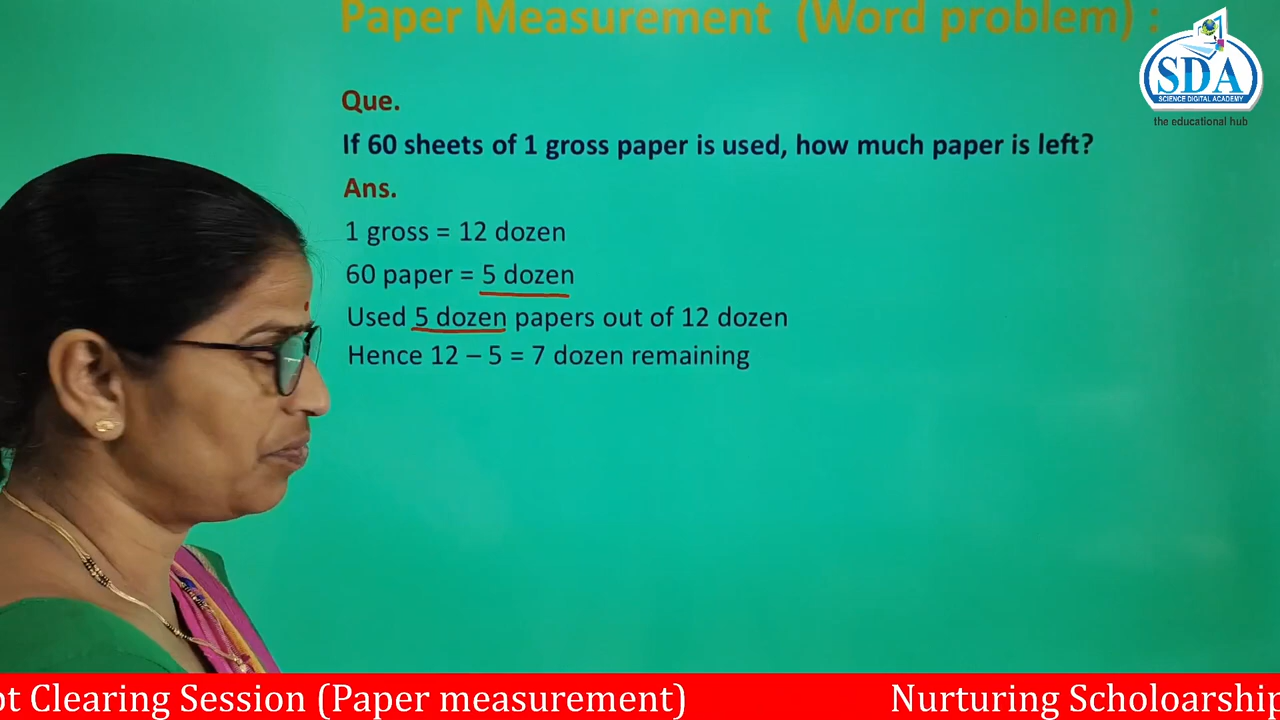 Paper Measurement (Word problem) :
SDA
SCIENCE DIGITAL ACADEMY
the educational hub
Que.
If 60 sheets of 1 gross paper is used, how much paper is left?
Ans.
1 gross = 12 dozen
60 paper = 5 dozen
Used 5 dozen papers out of 12 dozen
Hence 12 – 5 = 7 dozen remaining
ot Clearing Session (Paper measurement) Nurturing Scholoarship